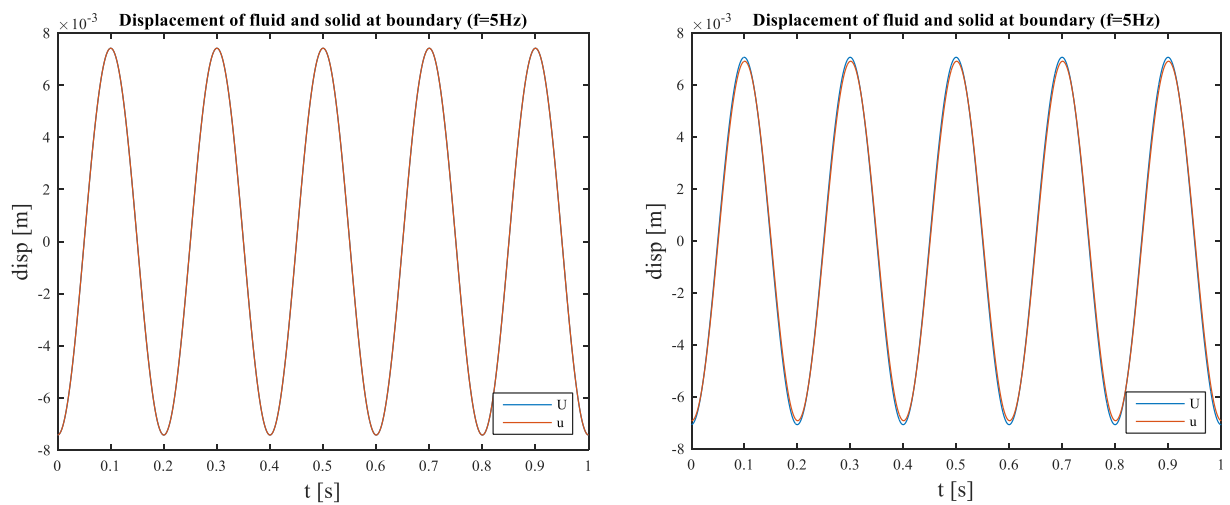 Displacement of fluid and solid at boundary (f=5Hz)
×10⁻³
8
6
4
2
0
-2
-4
-6
-8
disp [m]
0 0.1 0.2 0.3 0.4 0.5 0.6 0.7 0.8 0.9 1
t [s]
U
u
Displacement of fluid and solid at boundary (f=5Hz)
×10⁻³
8
6
4
2
0
-2
-4
-6
-8
disp [m]
0 0.1 0.2 0.3 0.4 0.5 0.6 0.7 0.8 0.9 1
t [s]
U
u